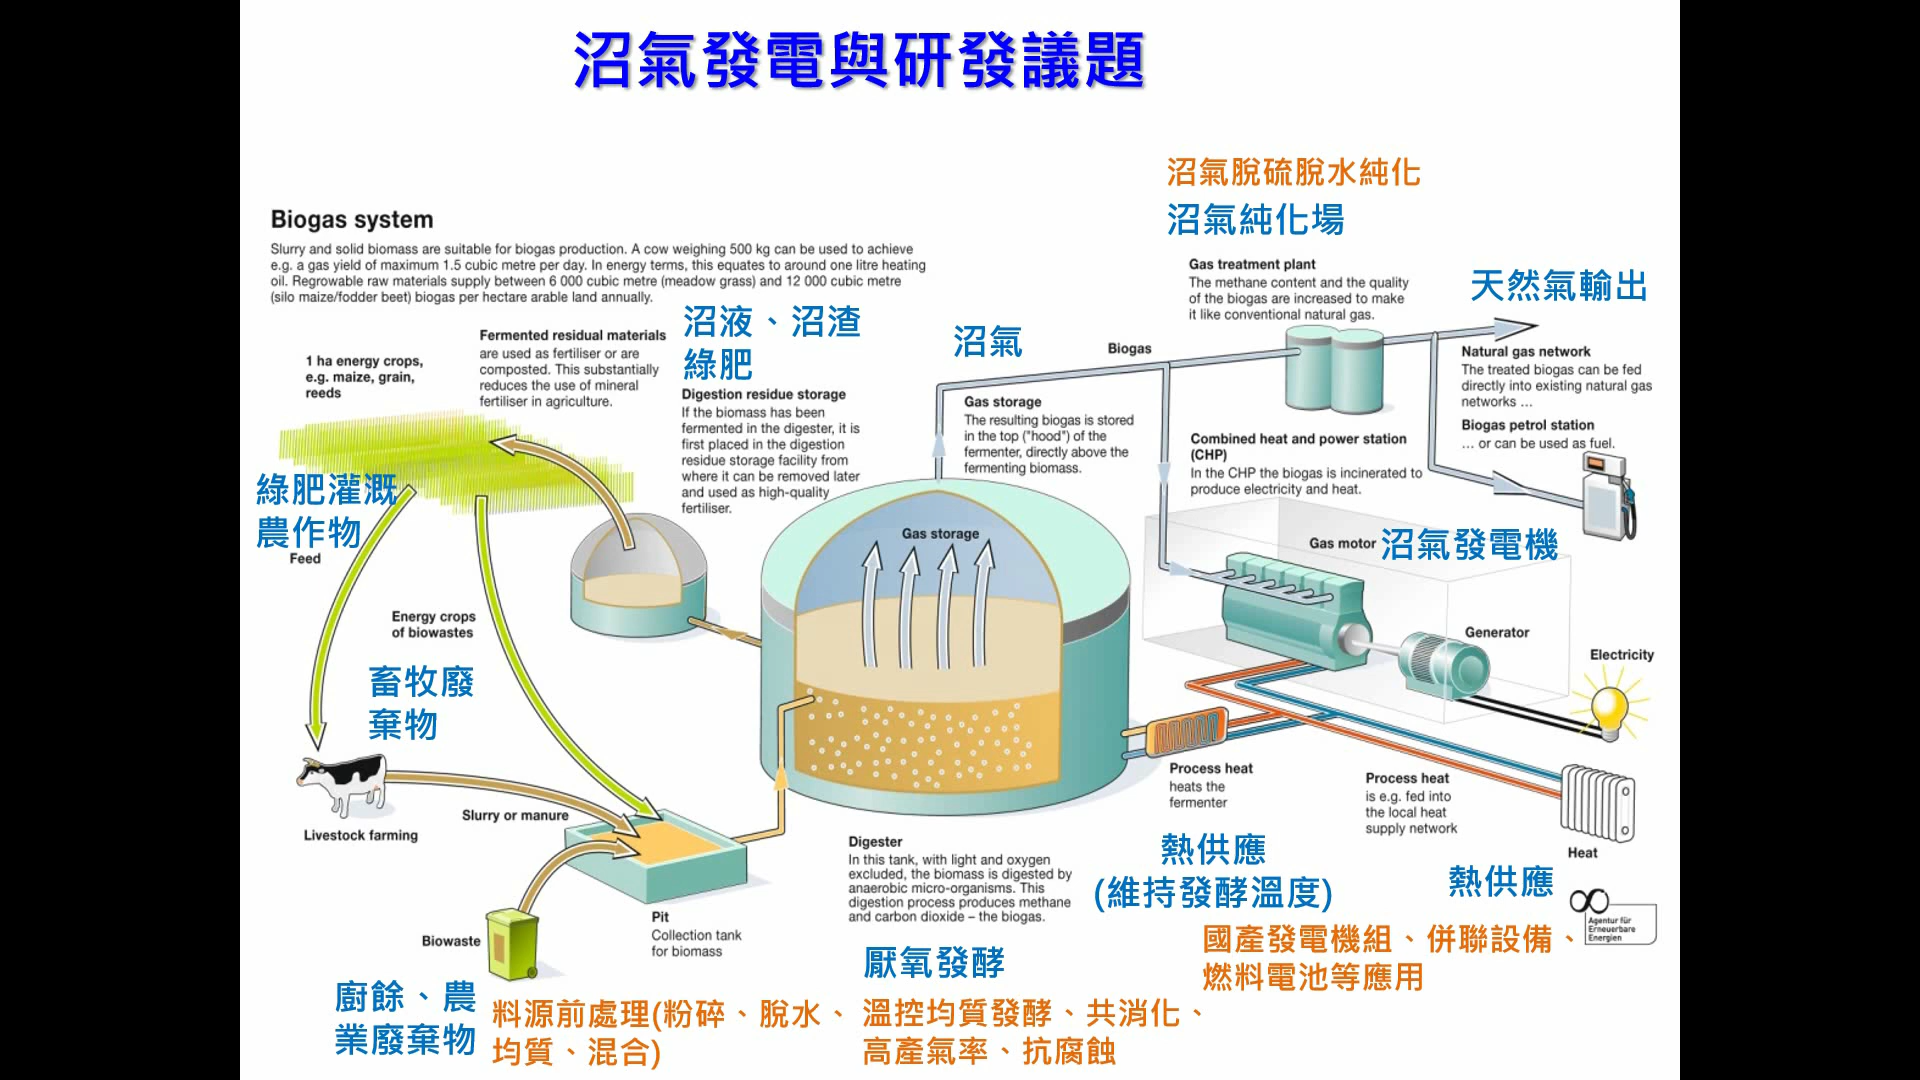 沼氣發電與研發議題
沼氣脫硫脫水純化
沼氣純化場
Biogas system
Slurry and solid biomass are suitable for biogas production. A cow weighing 500 kg can be used to achieve
e.g. a gas yield of maximum 1.5 cubic metre per day. In energy terms, this equates to around one litre heating
oil. Regrowable raw materials supply between 6 000 cubic metre (meadow grass) and 12 000 cubic metre
(silo maize/fodder beet) biogas per hectare arable land annually.
Gas treatment plant
The methane content and the quality
of the biogas are increased to make
it like conventional natural gas.
天然氣輸出
1 ha energy crops,
e.g. maize, grain,
reeds
Fermented residual materials
are used as fertiliser or are
composted. This substantially
reduces the use of mineral
fertiliser in agriculture.
沼液、沼渣
綠肥
Digestion residue storage
If the biomass has been
fermented in the digester, it is
first placed in the digestion
residue storage facility from
where it can be removed later
and used as high-quality
fertiliser.
沼氣
Biogas
Gas storage
The resulting biogas is stored
in the top ("hood") of the
fermenter, directly above the
fermenting biomass.
Natural gas network
The treated biogas can be fed
directly into existing natural gas
networks ...
Biogas petrol station
... or can be used as fuel.
Combined heat and power station
(CHP)
In the CHP the biogas is incinerated to
produce electricity and heat.
綠肥灌溉
農作物
Feed
Gas storage
Gas motor
沼氣發電機
Energy crops
of biowastes
Generator
Electricity
畜牧廢
棄物
Livestock farming
Slurry or manure
Process heat
heats the
fermenter
Process heat
is e.g. fed into
the local heat
supply network
Heat
Digester
In this tank, with light and oxygen
excluded, the biomass is digested by
anaerobic micro-organisms. This
digestion process produces methane
and carbon dioxide – the biogas.
熱供應
(維持發酵溫度)
熱供應
Agentur für
Erneuerbare
Energien
Pit
Collection tank
for biomass
Biowaste
國產發電機組、併聯設備、
燃料電池等應用
厭氧發酵
廚餘、農
業廢棄物
料源前處理(粉碎、脫水、
均質、混合)
溫控均質發酵、共消化、
高產氣率、抗腐蝕